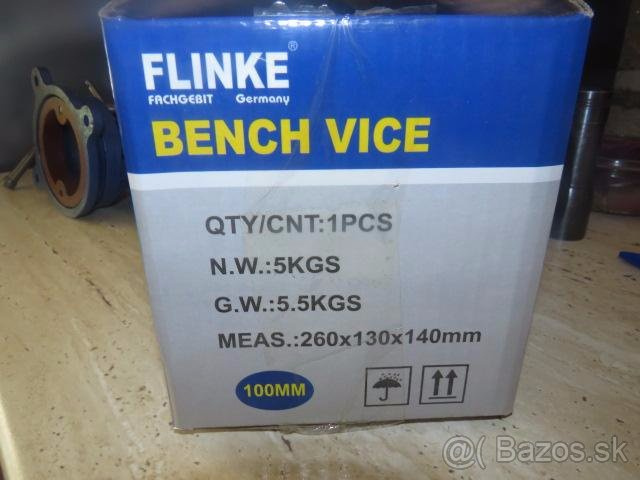 FLINKE®
FACHGEBIT Germany
BENCH VICE
QTY/CNT:1PCS
N.W.:5KGS
G.W.:5.5KGS
MEAS.:260x130x140mm
100MM
@( Bazos.sk